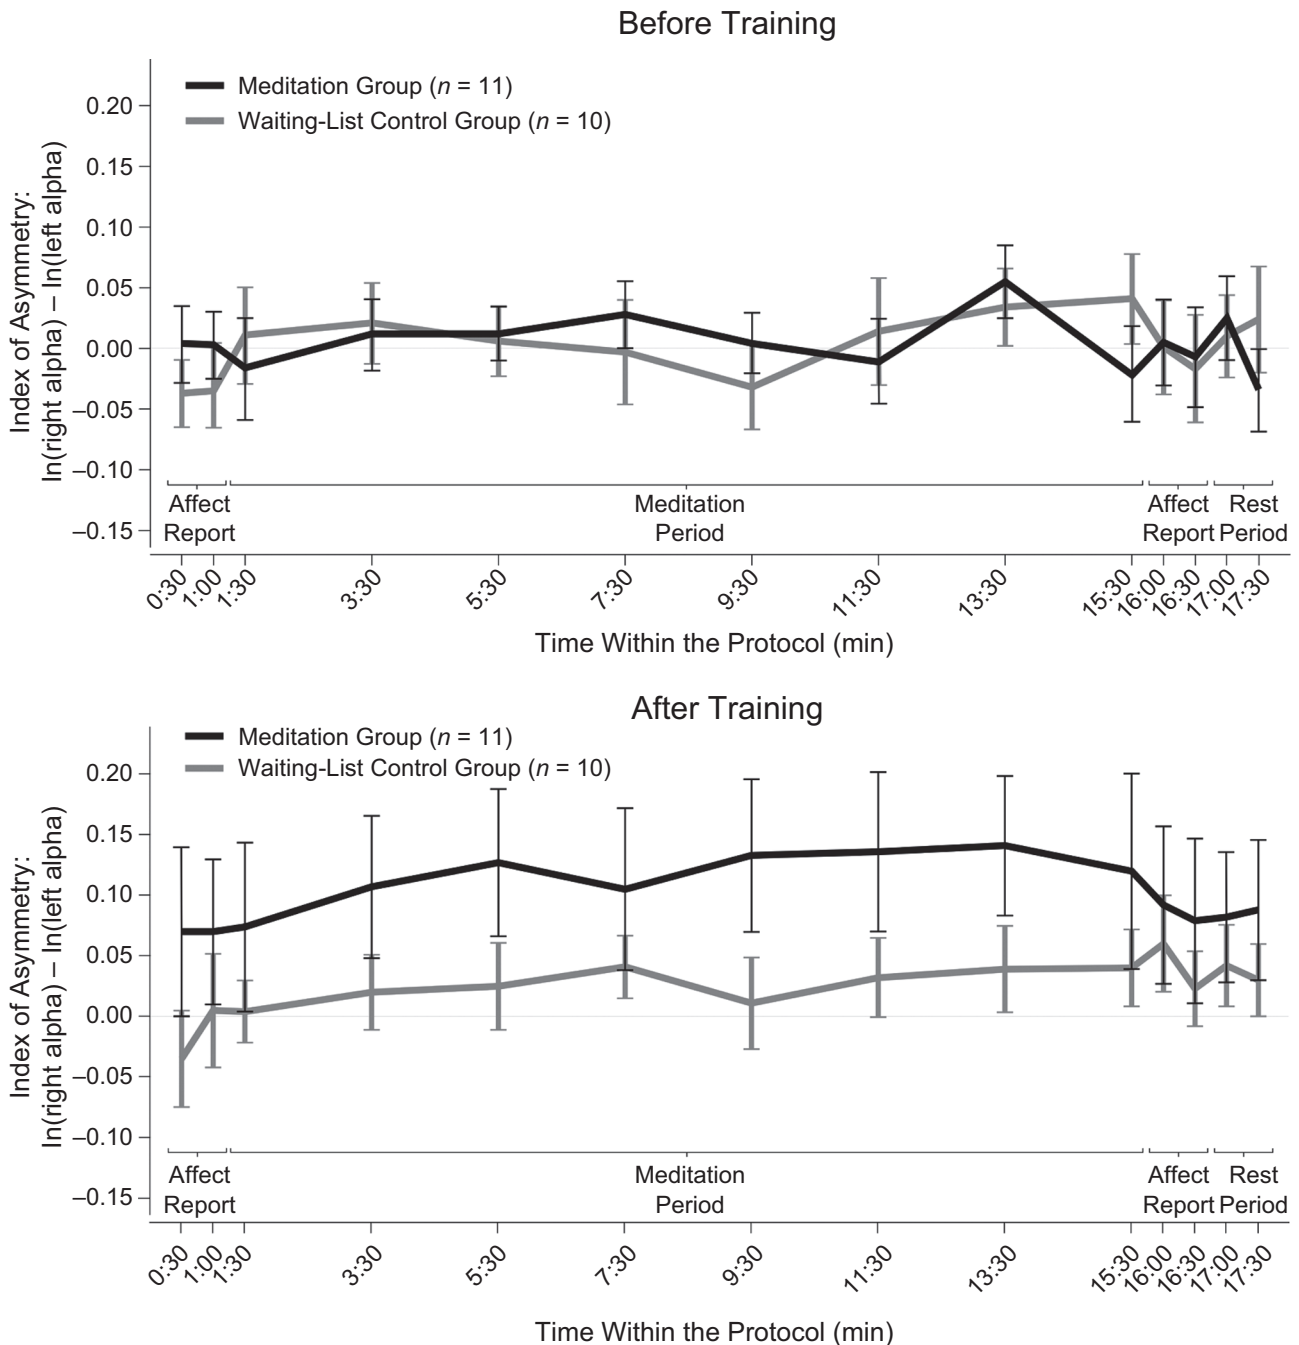 Before Training
Meditation Group (n = 11)
Waiting-List Control Group (n = 10)
Index of Asymmetry:
ln(right alpha) – ln(left alpha)
0.20
0.15
0.10
0.05
0.00
–0.05
–0.10
–0.15
Affect
Report
Meditation
Period
Affect
Report
Rest
Period
0:30
1:00
1:30
3:30
5:30
7:30
9:30
11:30
13:30
15:30
16:00
16:30
17:00
17:30
Time Within the Protocol (min)
After Training
Meditation Group (n = 11)
Waiting-List Control Group (n = 10)
Index of Asymmetry:
ln(right alpha) – ln(left alpha)
0.20
0.15
0.10
0.05
0.00
–0.05
–0.10
–0.15
Affect
Report
Meditation
Period
Affect
Report
Rest
Period
0:30
1:00
1:30
3:30
5:30
7:30
9:30
11:30
13:30
15:30
16:00
16:30
17:00
17:30
Time Within the Protocol (min)